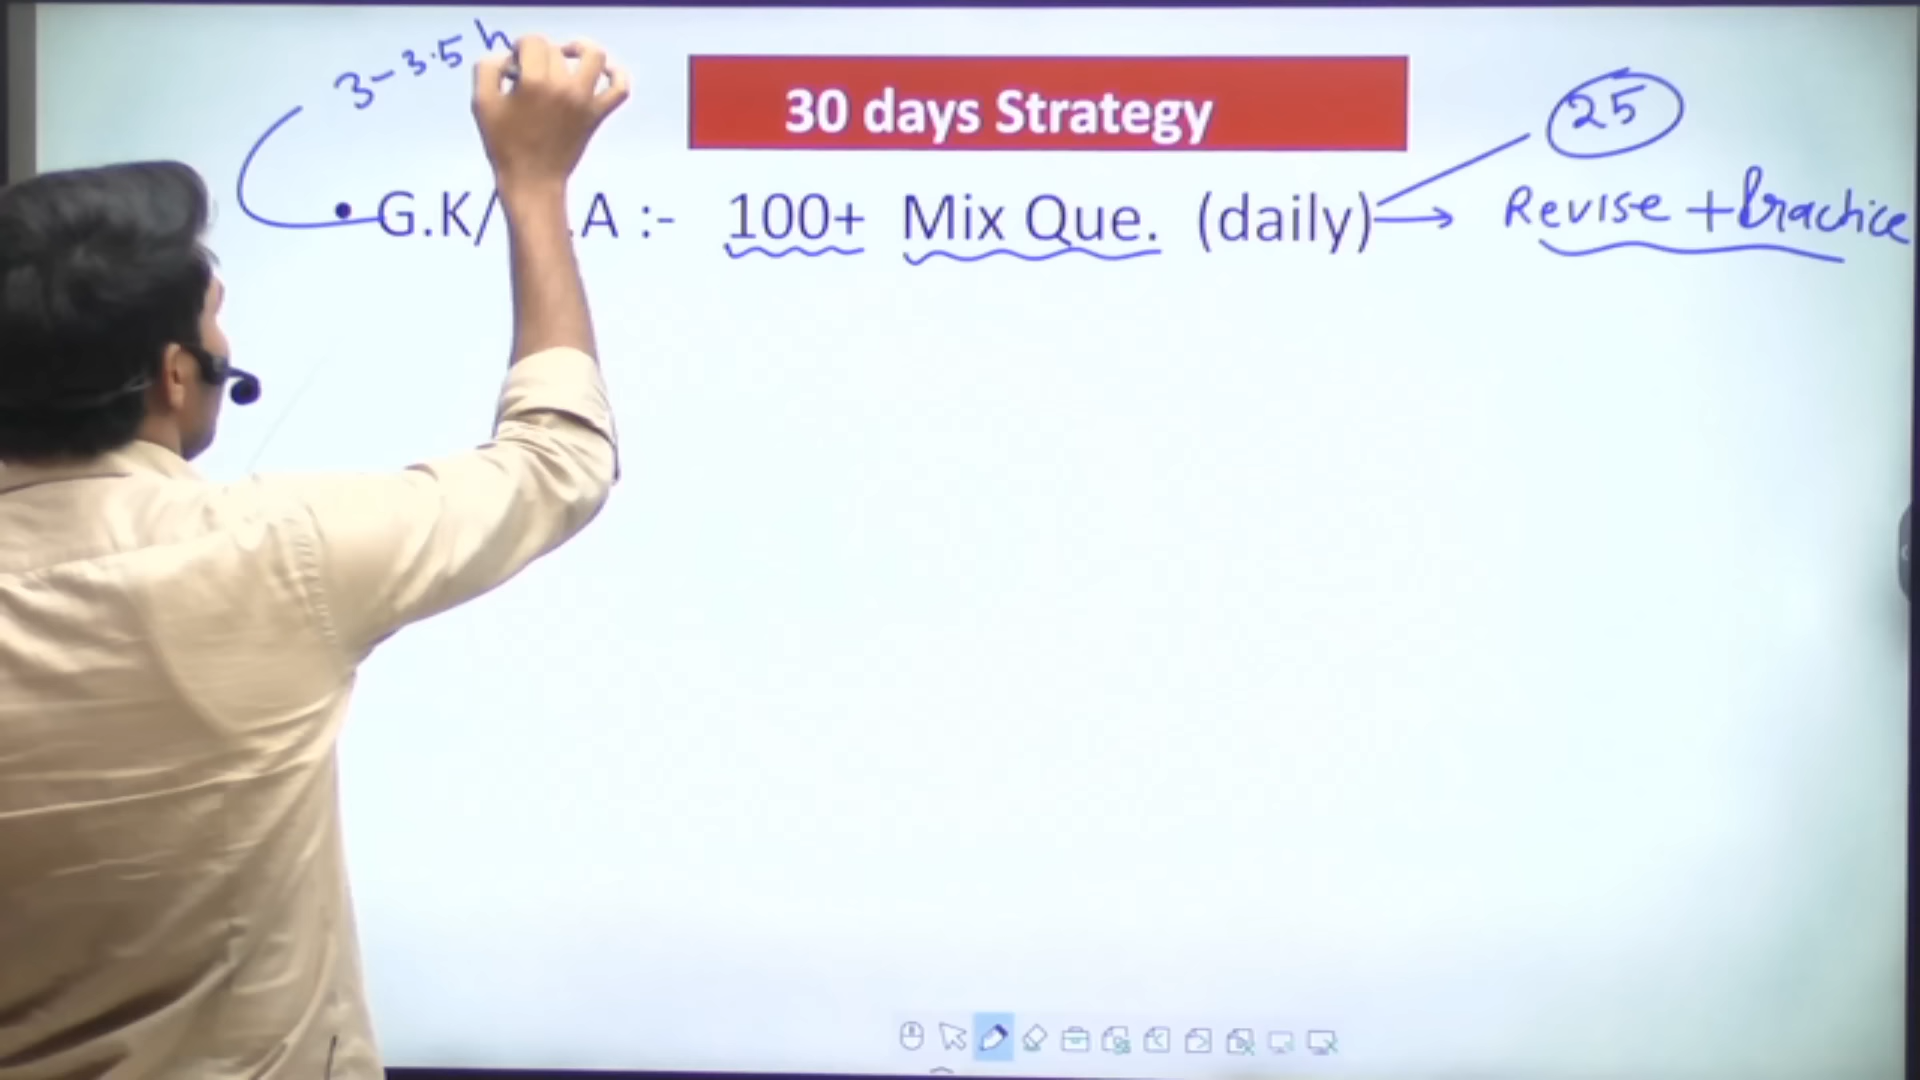 3-3.5 h
30 days Strategy
25
• G.K/ .A :- 100+ Mix Que. (daily) → Revise + Practice